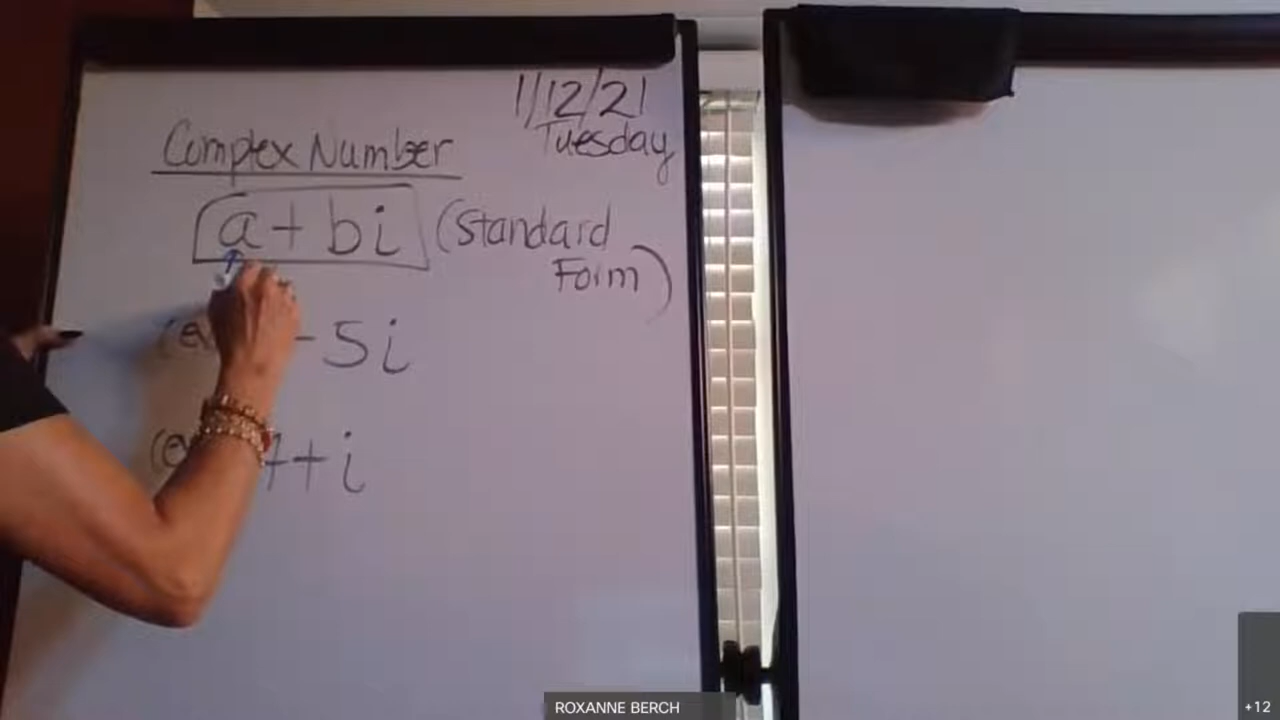 1/12/21
Tuesday
Complex Number
a + bi (Standard
Form)
- 5i
+ i
ROXANNE BERCH
+12